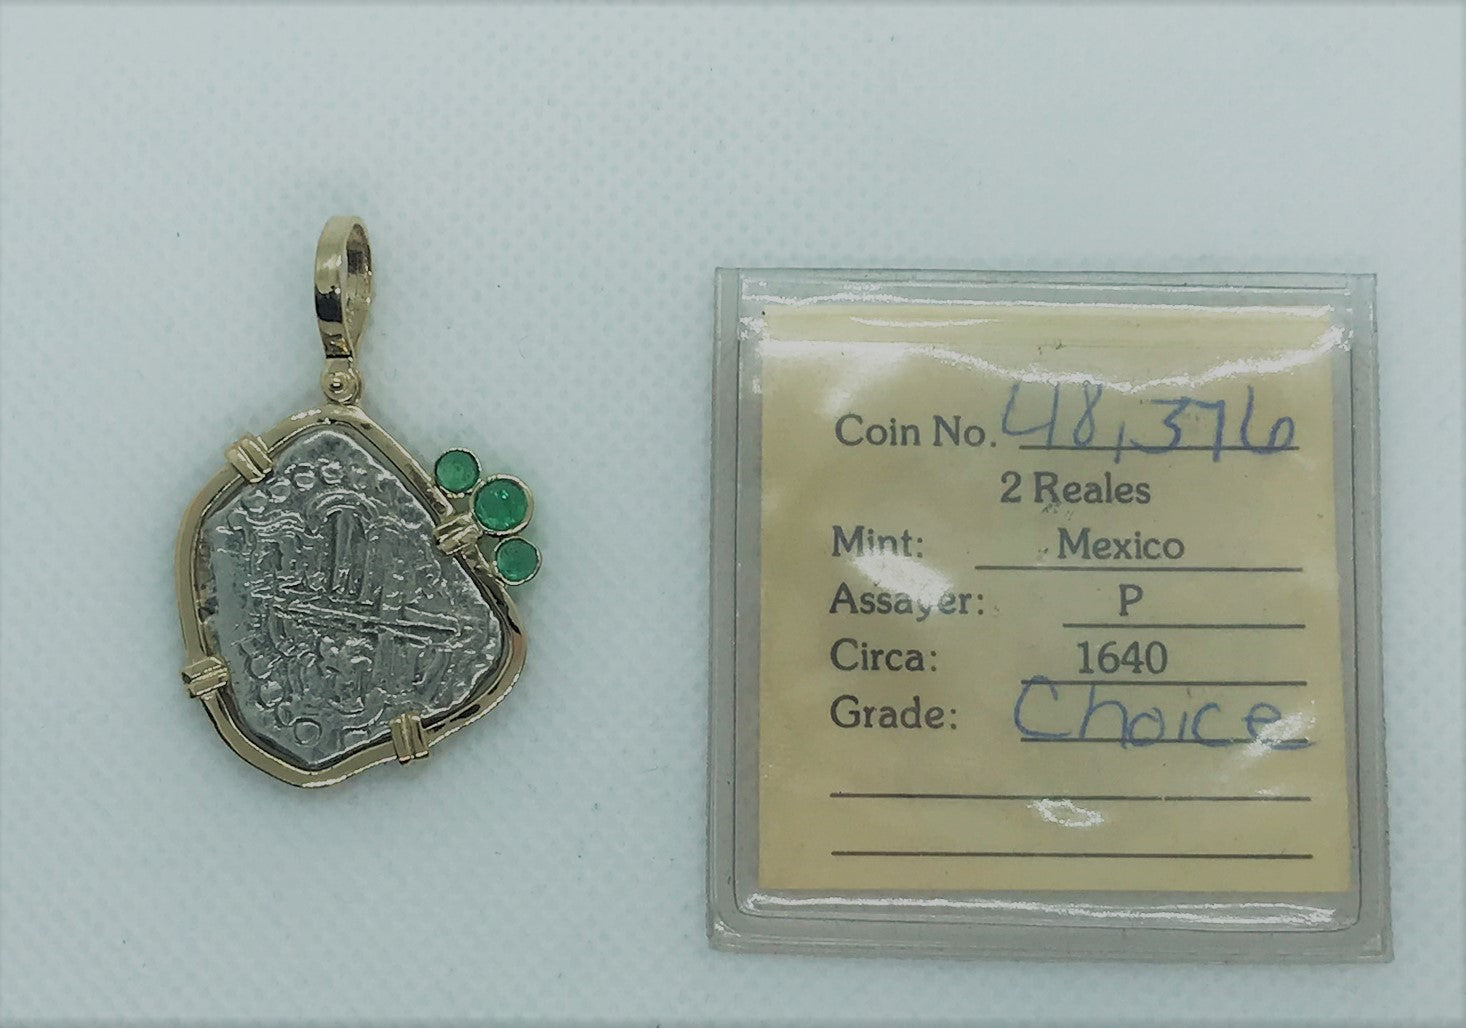 Coin No. 48,376
2 Reales
Mint: Mexico
Assayer: P
Circa: 1640
Grade: Choice